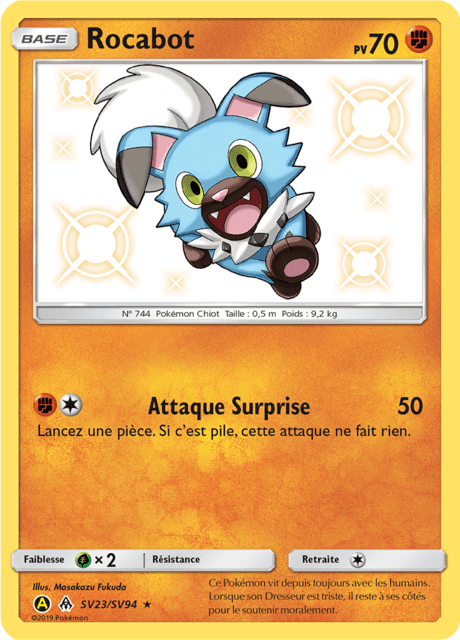 BASE Rocabot PV70
N° 744 Pokémon Chiot Taille : 0,5 m Poids : 9,2 kg
Attaque Surprise 50
Lancez une pièce. Si c'est pile, cette attaque ne fait rien.
Faiblesse ×2 Résistance Retraite
Illus. Masakazu Fukuda
A SV23/SV94 ★
©2019 Pokémon
Ce Pokémon vit depuis toujours avec les humains.
Lorsque son Dresseur est triste, il reste à ses côtés
pour le soutenir moralement.